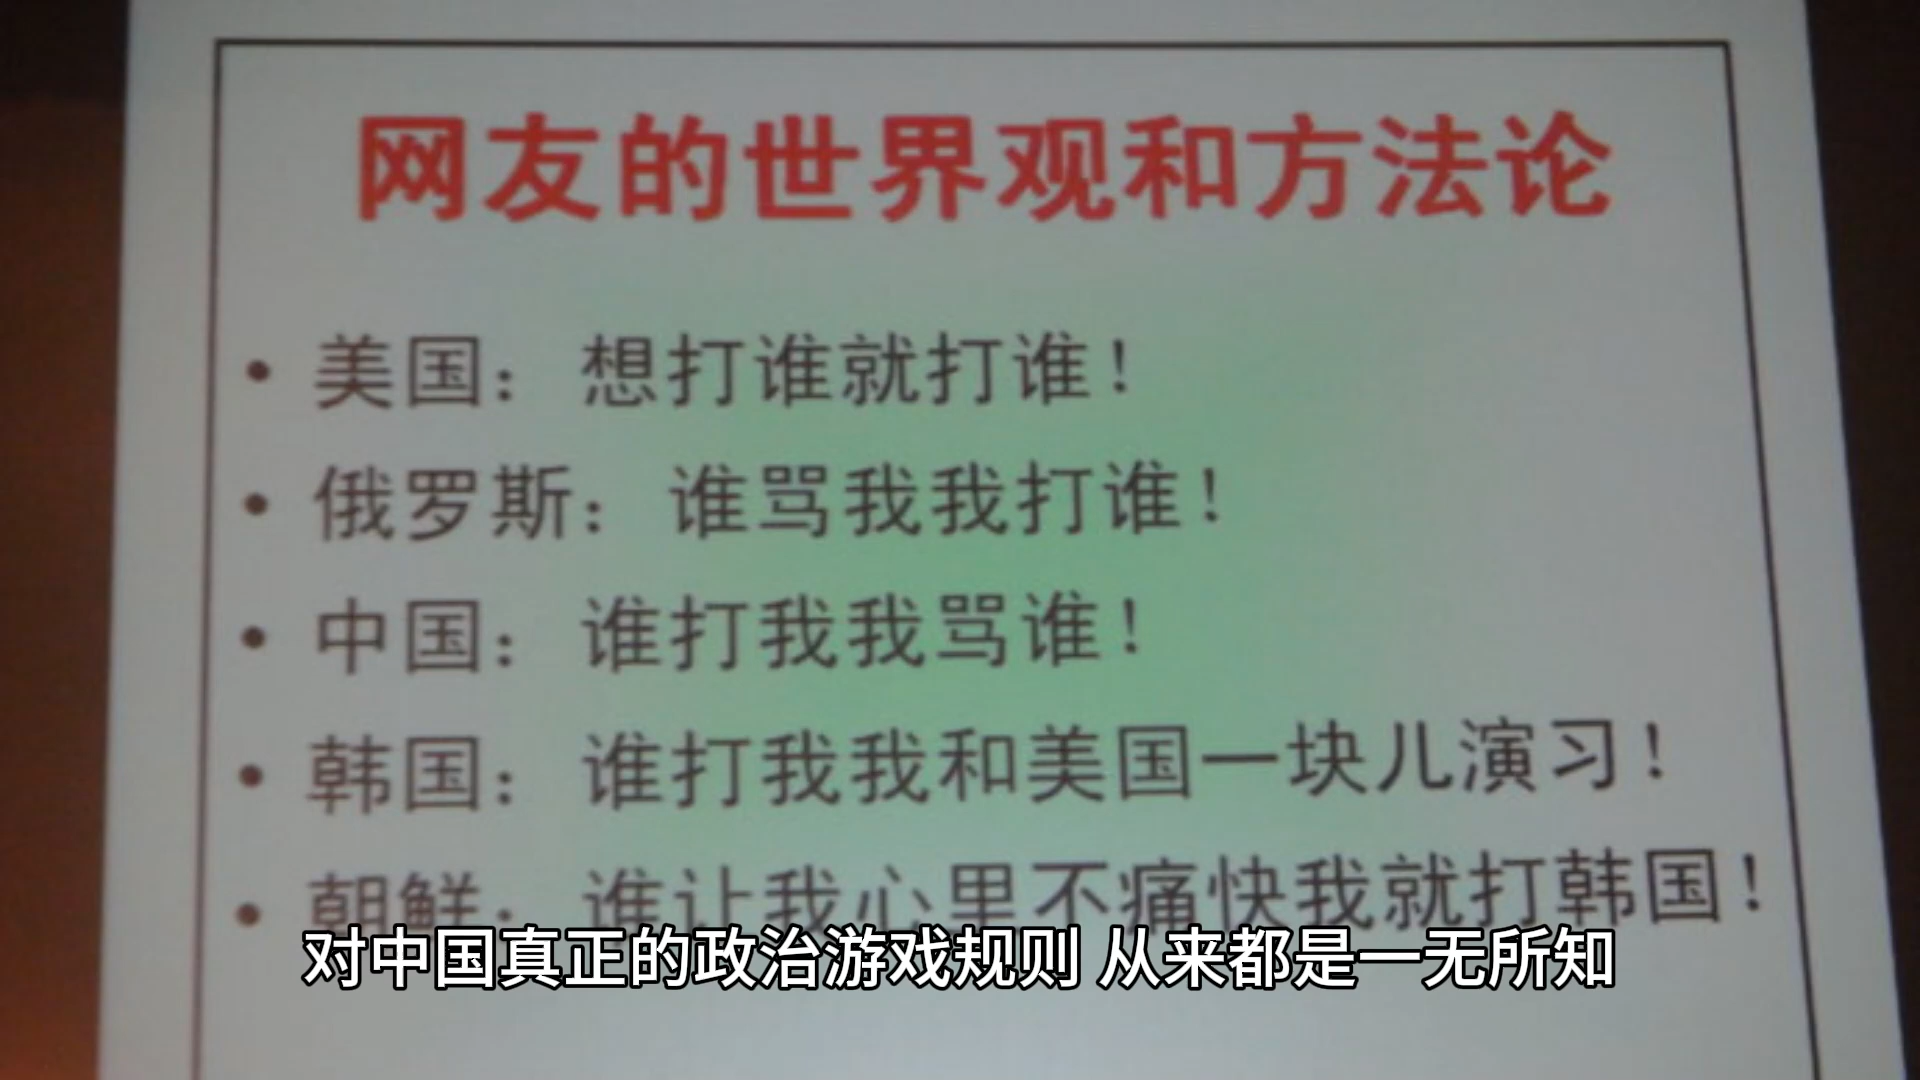 网友的世界观和方法论
• 美国：想打谁就打谁！
• 俄罗斯：谁骂我我打谁！
• 中国：谁打我我骂谁！
• 韩国：谁打我我和美国一块儿演习！
• 朝鲜：谁让我心里不痛快我就打韩国！
对中国真正的政治游戏规则 从来都是一无所知